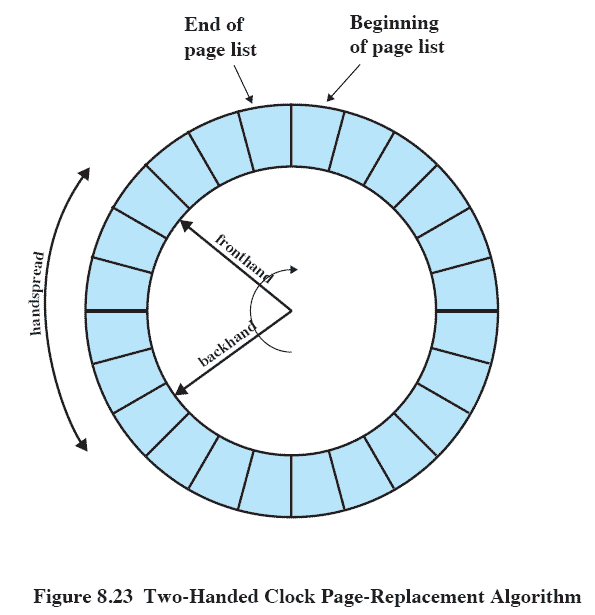 End of
page list
Beginning
of page list
handspread
fronthand
backhand
Figure 8.23 Two-Handed Clock Page-Replacement Algorithm